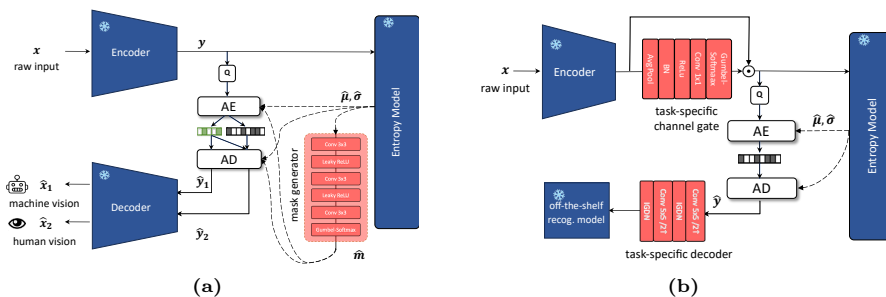 x
raw input
Encoder
y
Q
AE
AD
μ̂, σ̂
Entropy Model
mask generator
Conv 3x3
Leaky ReLU
Conv 3x3
Leaky ReLU
Conv 3x3
Gumbel-Softmax
m̂
ŷ₁
ŷ₂
Decoder
x̂₁
machine vision
x̂₂
human vision
(a)
x
raw input
Encoder
AvgPool
BN
ReLu
Conv 1x1
Gumbel-
Softmaax
task-specific
channel gate
Q
AE
μ̂, σ̂
AD
Entropy Model
ŷ
off-the-shelf
recog. model
IGDN
Conv 5x5 /2↑
IGDN
Conv 5x5 /2↑
task-specific decoder
(b)